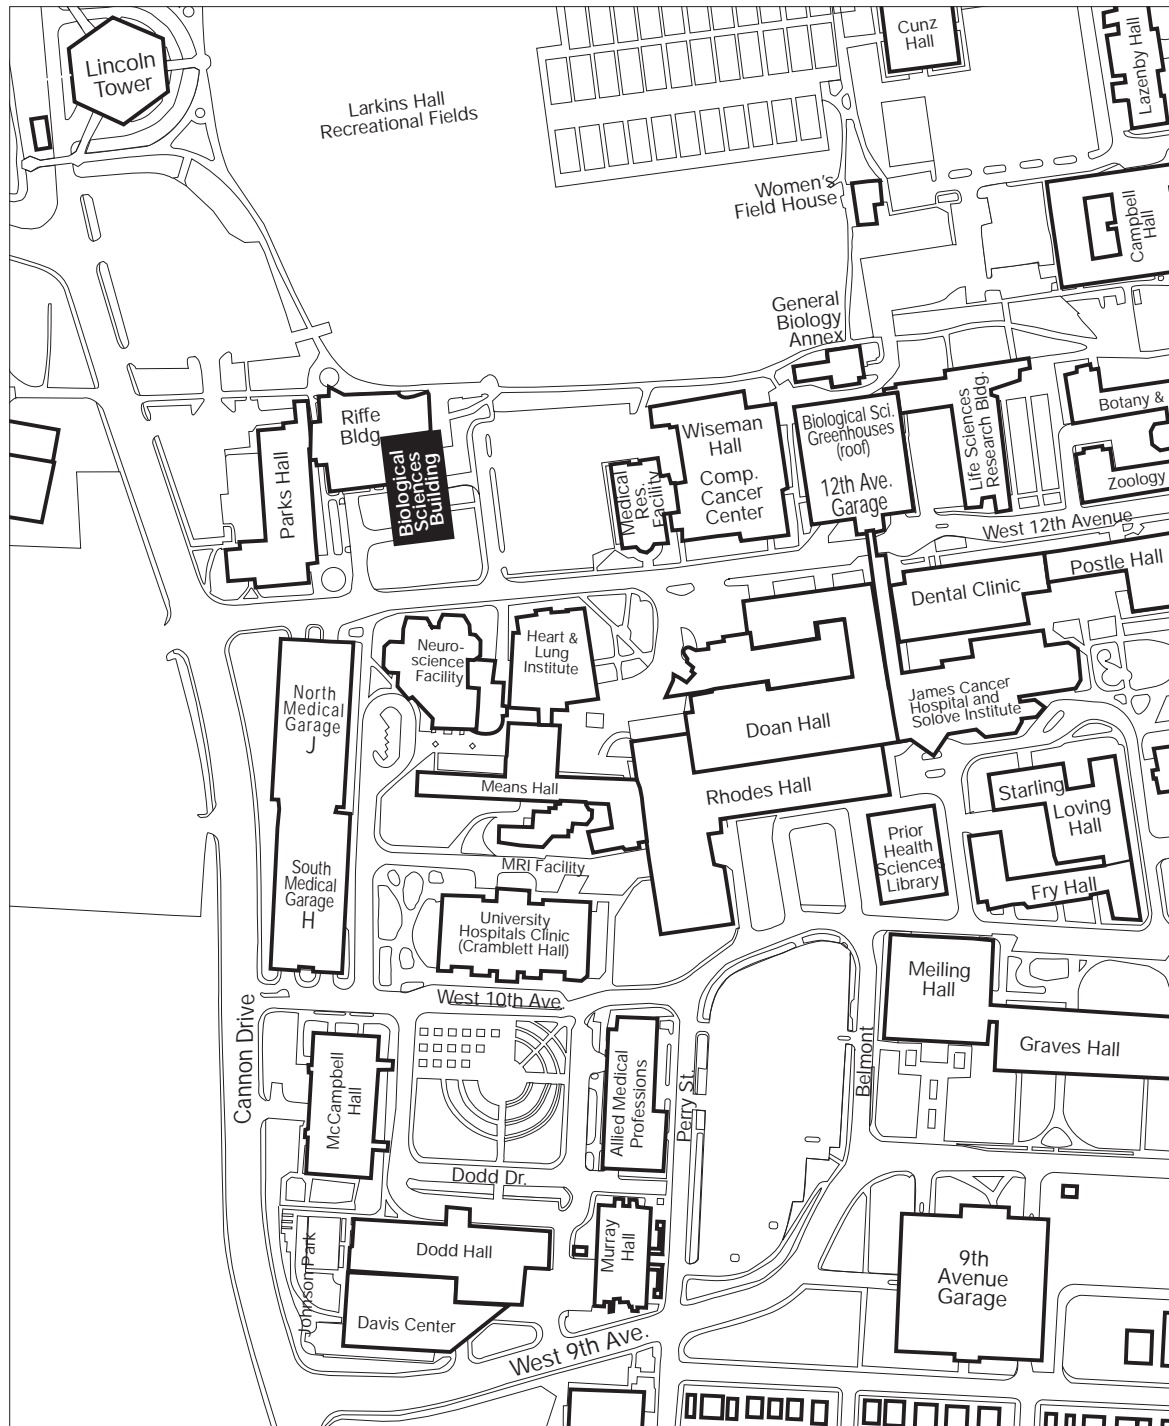 Lincoln
Tower
Larkins Hall
Recreational Fields
Cunz
Hall
Lazenby Hall
Women's
Field House
Campbell
Hall
General
Biology
Annex
Riffe
Bldg.
Parks Hall
Biological
Sciences
Building
Wiseman
Hall
Comp.
Cancer
Center
Medical
Res.
Facility
Biological Sci.
Greenhouses
(roof)
12th Ave.
Garage
Life Sciences
Research Bldg.
Botany &
Zoology
West 12th Avenue
Postle Hall
Dental Clinic
Neuro-
science
Facility
Heart &
Lung
Institute
North
Medical
Garage
J
James Cancer
Hospital and
Solove Institute
Doan Hall
Means Hall
Rhodes Hall
Starling
Loving
Hall
Prior
Health
Sciences
Library
MRI Facility
South
Medical
Garage
H
Fry Hall
University
Hospitals Clinic
(Cramblett Hall)
Meiling
Hall
West 10th Ave.
Cannon Drive
McCampbell
Hall
Allied Medical
Professions
Perry St.
Belmont
Graves Hall
Dodd Dr.
Johnson Park
Dodd Hall
Murray
Hall
9th
Avenue
Garage
Davis Center
West 9th Ave.